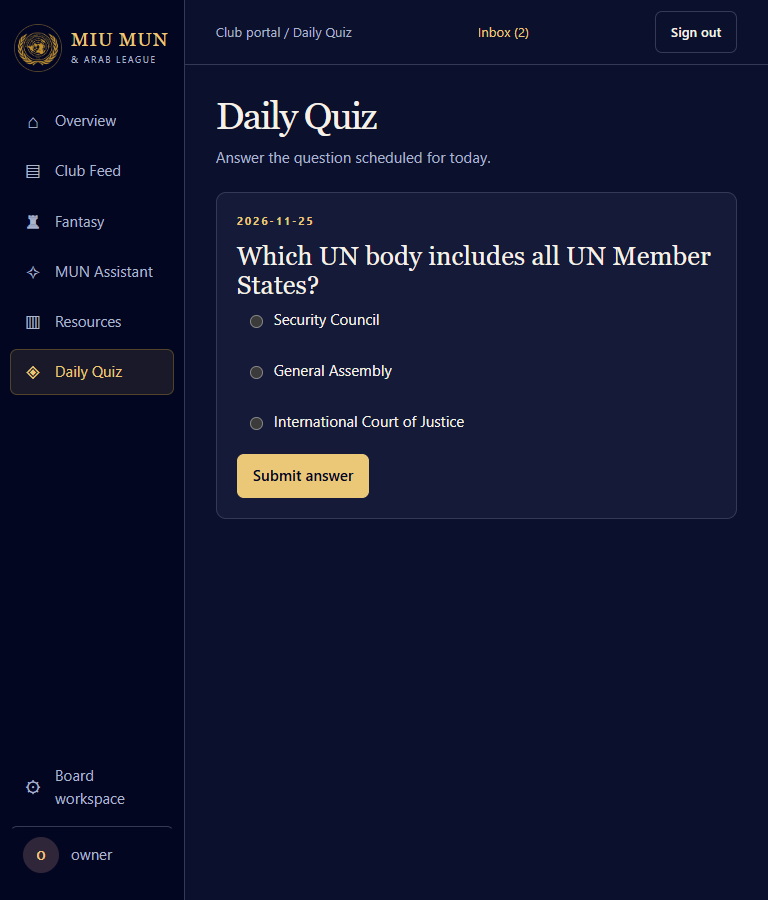 MIU MUN
& ARAB LEAGUE
Overview
Club Feed
Fantasy
MUN Assistant
Resources
Daily Quiz
Board
workspace
O
owner
Club portal / Daily Quiz
Inbox (2)
Sign out
Daily Quiz
Answer the question scheduled for today.
2026-11-25
Which UN body includes all UN Member
States?
Security Council
General Assembly
International Court of Justice
Submit answer